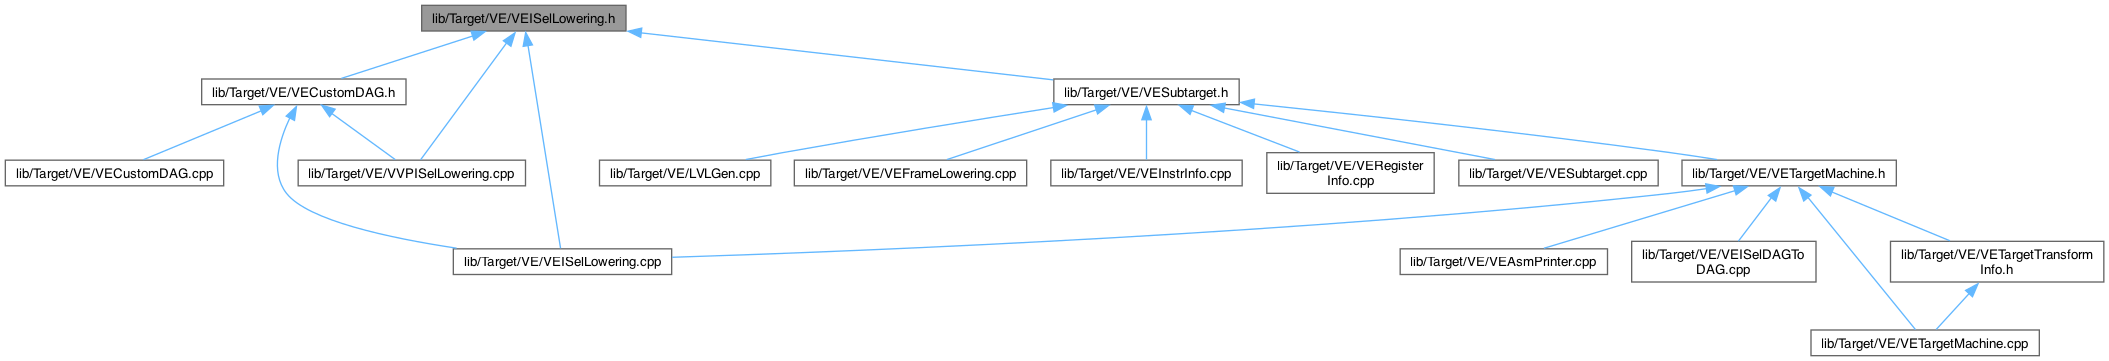 lib/Target/VE/VEISelLowering.h
lib/Target/VE/VECustomDAG.h
lib/Target/VE/VESubtarget.h
lib/Target/VE/VECustomDAG.cpp
lib/Target/VE/VVPISelLowering.cpp
lib/Target/VE/LVLGen.cpp
lib/Target/VE/VEFrameLowering.cpp
lib/Target/VE/VEInstrInfo.cpp
lib/Target/VE/VERegister
Info.cpp
lib/Target/VE/VESubtarget.cpp
lib/Target/VE/VETargetMachine.h
lib/Target/VE/VEISelLowering.cpp
lib/Target/VE/VEAsmPrinter.cpp
lib/Target/VE/VEISelDAGTo
DAG.cpp
lib/Target/VE/VETargetTransform
Info.h
lib/Target/VE/VETargetMachine.cpp